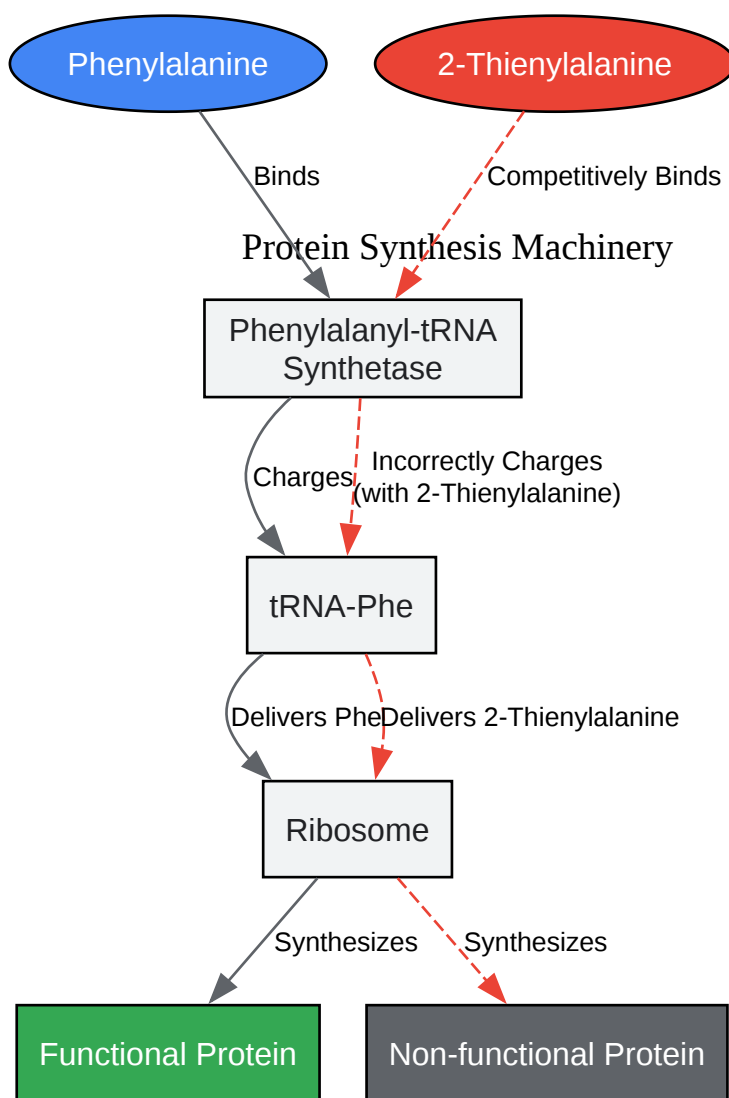 Phenylalanine
2-Thienylalanine
Binds
Competitively Binds
Protein Synthesis Machinery
Phenylalanyl-tRNA
Synthetase
Charges
Incorrectly Charges
(with 2-Thienylalanine)
tRNA-Phe
Delivers Phe
Delivers 2-Thienylalanine
Ribosome
Synthesizes
Synthesizes
Functional Protein
Non-functional Protein